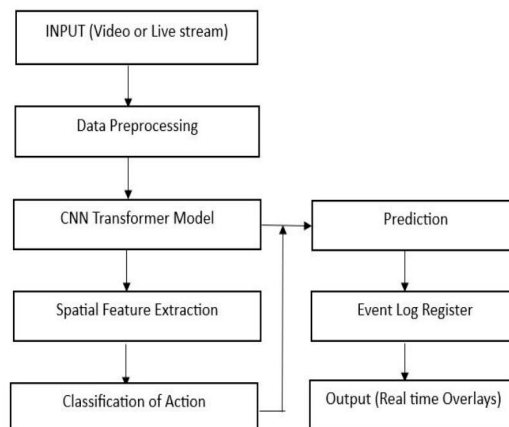 INPUT (Video or Live stream)
Data Preprocessing
CNN Transformer Model
Spatial Feature Extraction
Classification of Action
Prediction
Event Log Register
Output (Real time Overlays)